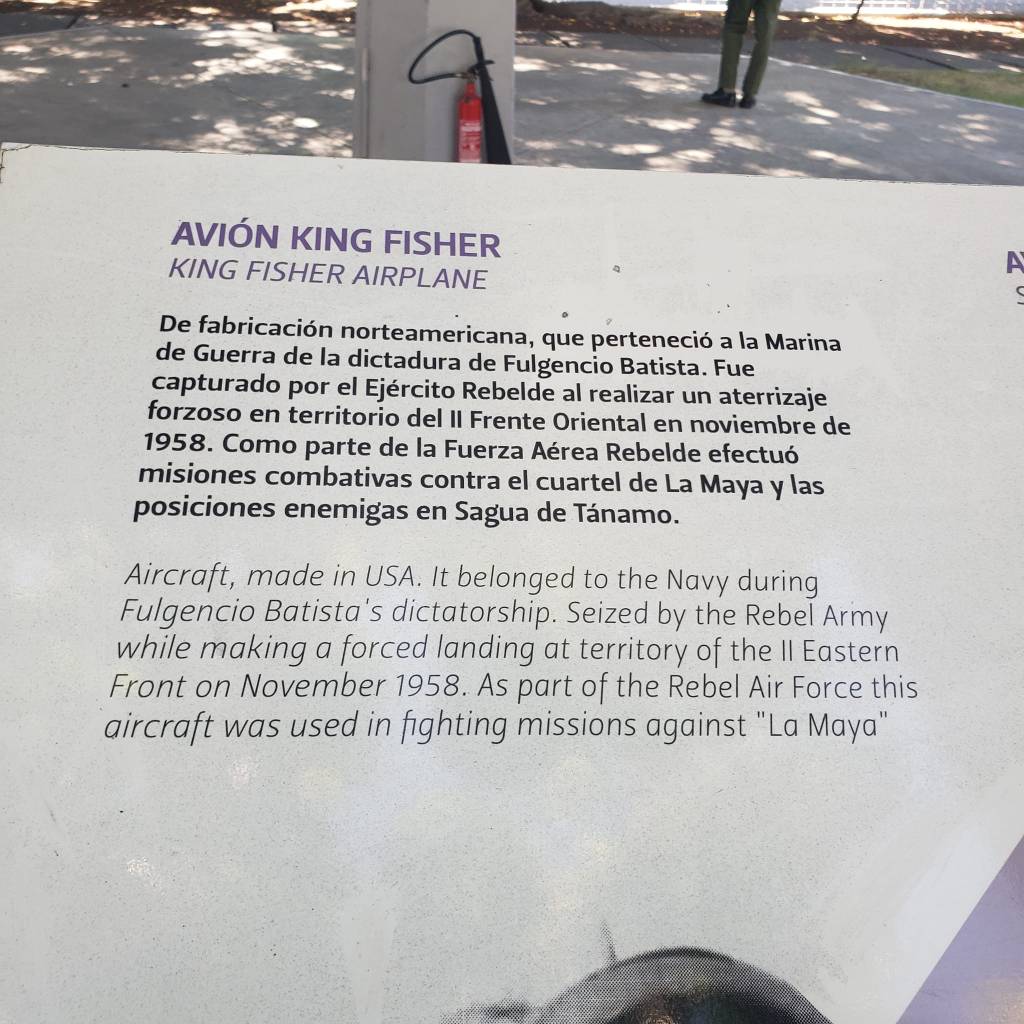 AVIÓN KING FISHER
KING FISHER AIRPLANE
De fabricación norteamericana, que perteneció a la Marina
de Guerra de la dictadura de Fulgencio Batista. Fue
capturado por el Ejército Rebelde al realizar un aterrizaje
forzoso en territorio del II Frente Oriental en noviembre de
1958. Como parte de la Fuerza Aérea Rebelde efectuó
misiones combativas contra el cuartel de La Maya y las
posiciones enemigas en Sagua de Tánamo.
Aircraft, made in USA. It belonged to the Navy during
Fulgencio Batista's dictatorship. Seized by the Rebel Army
while making a forced landing at territory of the II Eastern
Front on November 1958. As part of the Rebel Air Force this
aircraft was used in fighting missions against "La Maya"